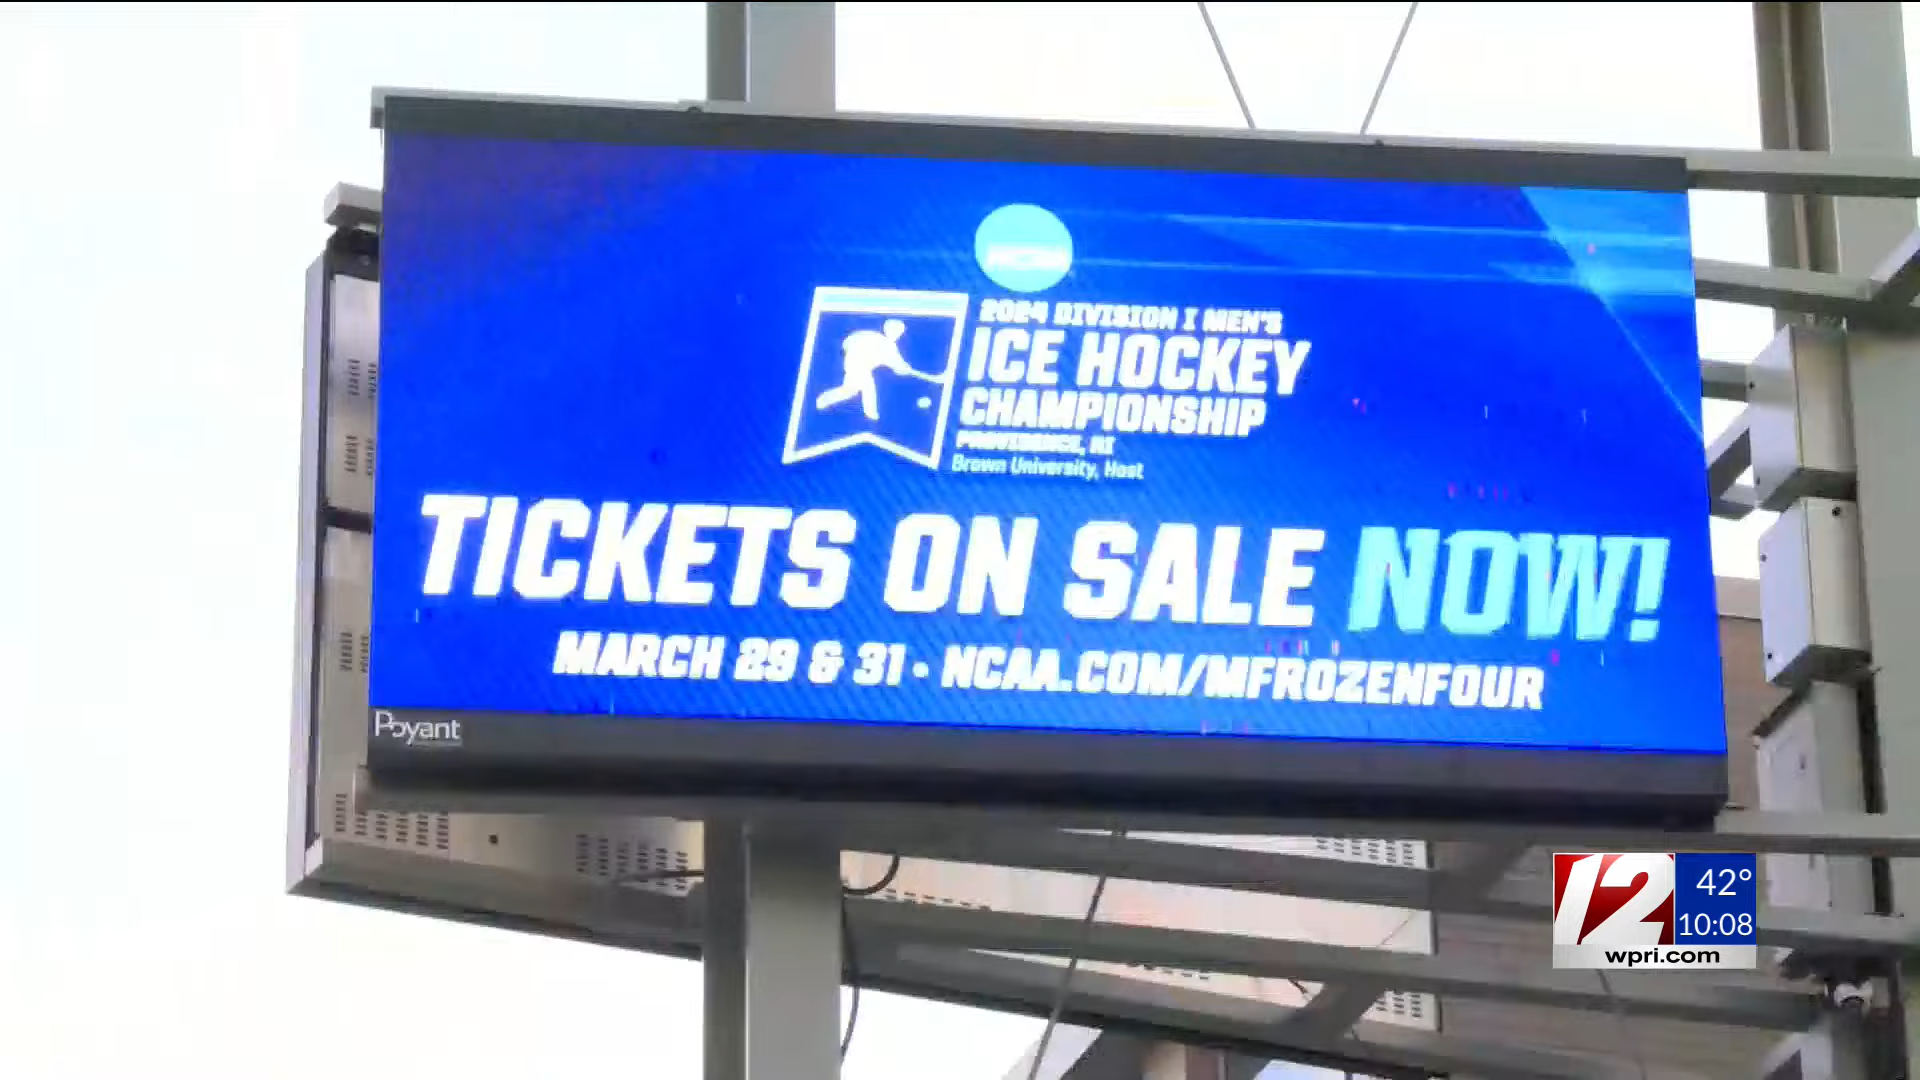 NCAA
2024 DIVISION I MEN'S
ICE HOCKEY
CHAMPIONSHIP
PROVIDENCE, RI
Brown University, Host
TICKETS ON SALE NOW!
MARCH 29 & 31 · NCAA.COM/MFROZENFOUR
Poyant
12
42°
10:08
wpri.com